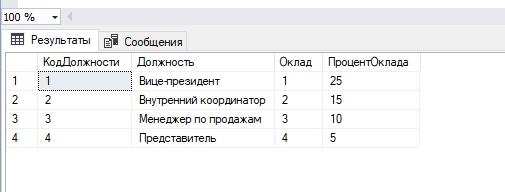 100 %
Результаты Сообщения
КодДолжности Должность Оклад ПроцентОклада
1 1 Вице-президент 1 25
2 2 Внутренний координатор 2 15
3 3 Менеджер по продажам 3 10
4 4 Представитель 4 5